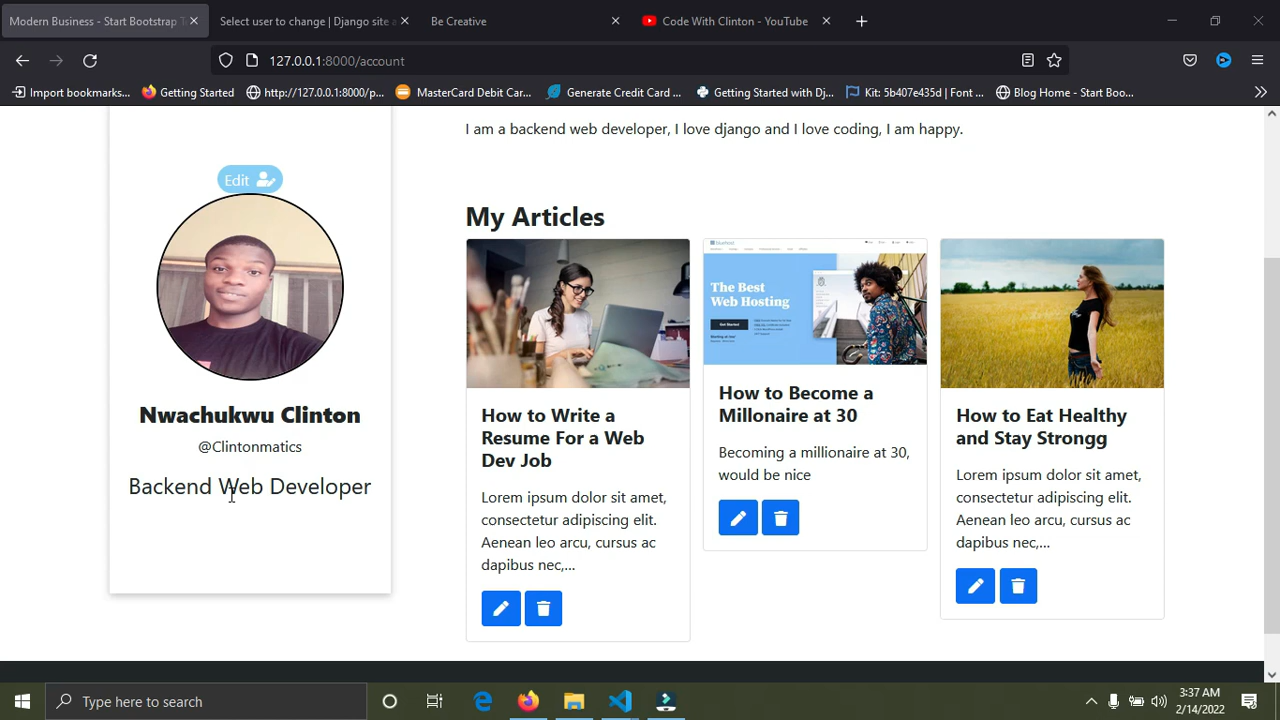 Modern Business - Start Bootstrap T
Select user to change | Django site a
Be Creative
Code With Clinton - YouTube
127.0.0.1:8000/account
Import bookmarks...
Getting Started
http://127.0.0.1:8000/p...
MasterCard Debit Car...
Generate Credit Card ...
Getting Started with Dj...
Kit: 5b407e435d | Font ...
Blog Home - Start Boo...
I am a backend web developer, I love django and I love coding, I am happy.
Edit
Nwachukwu Clinton
@Clintonmatics
Backend Web Developer
My Articles
How to Write a
Resume For a Web
Dev Job
Lorem ipsum dolor sit amet,
consectetur adipiscing elit.
Aenean leo arcu, cursus ac
dapibus nec,...
bluehost
The Best
Web Hosting
Get Started
How to Become a
Millonaire at 30
Becoming a millionaire at 30,
would be nice
How to Eat Healthy
and Stay Strongg
Lorem ipsum dolor sit amet,
consectetur adipiscing elit.
Aenean leo arcu, cursus ac
dapibus nec,...
Type here to search
3:37 AM
2/14/2022